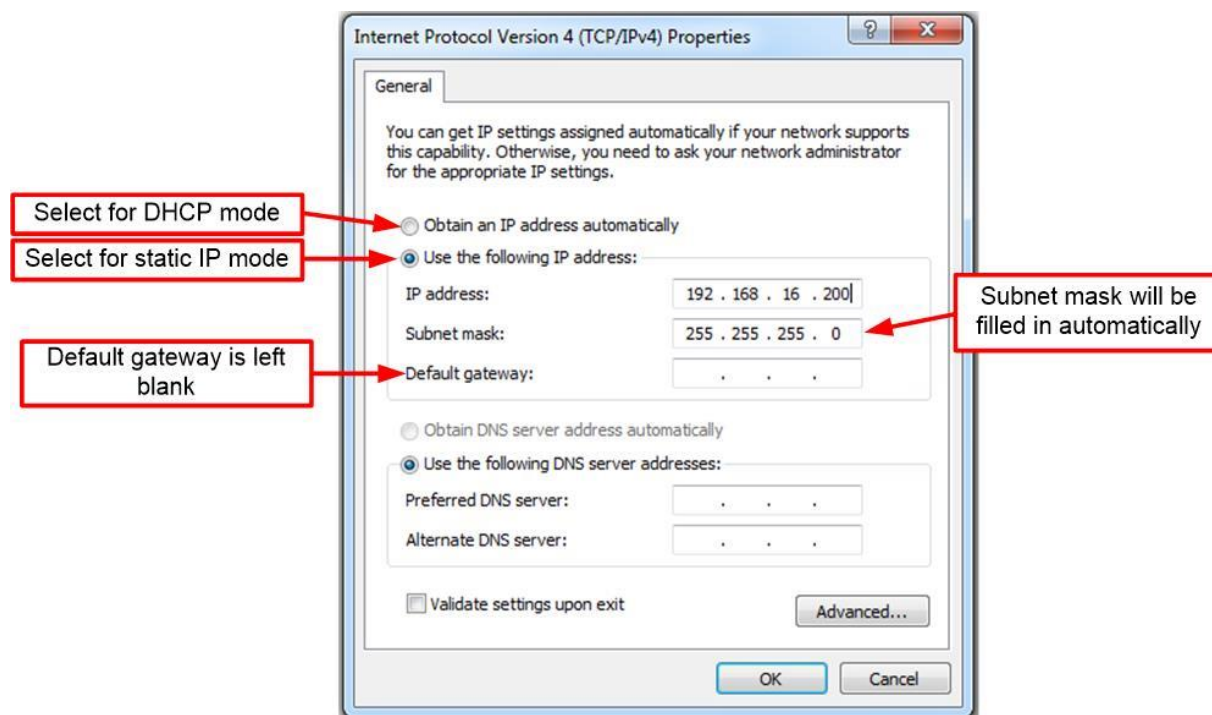 Internet Protocol Version 4 (TCP/IPv4) Properties
?
General
You can get IP settings assigned automatically if your network supports
this capability. Otherwise, you need to ask your network administrator
for the appropriate IP settings.
Select for DHCP mode
Obtain an IP address automatically
Select for static IP mode
Use the following IP address:
IP address:
192 . 168 . 16 . 200
Subnet mask:
255 . 255 . 255 . 0
Subnet mask will be
filled in automatically
Default gateway is left
blank
Default gateway:
. . .
Obtain DNS server address automatically
Use the following DNS server addresses:
Preferred DNS server:
. . .
Alternate DNS server:
. . .
Validate settings upon exit
Advanced...
OK
Cancel